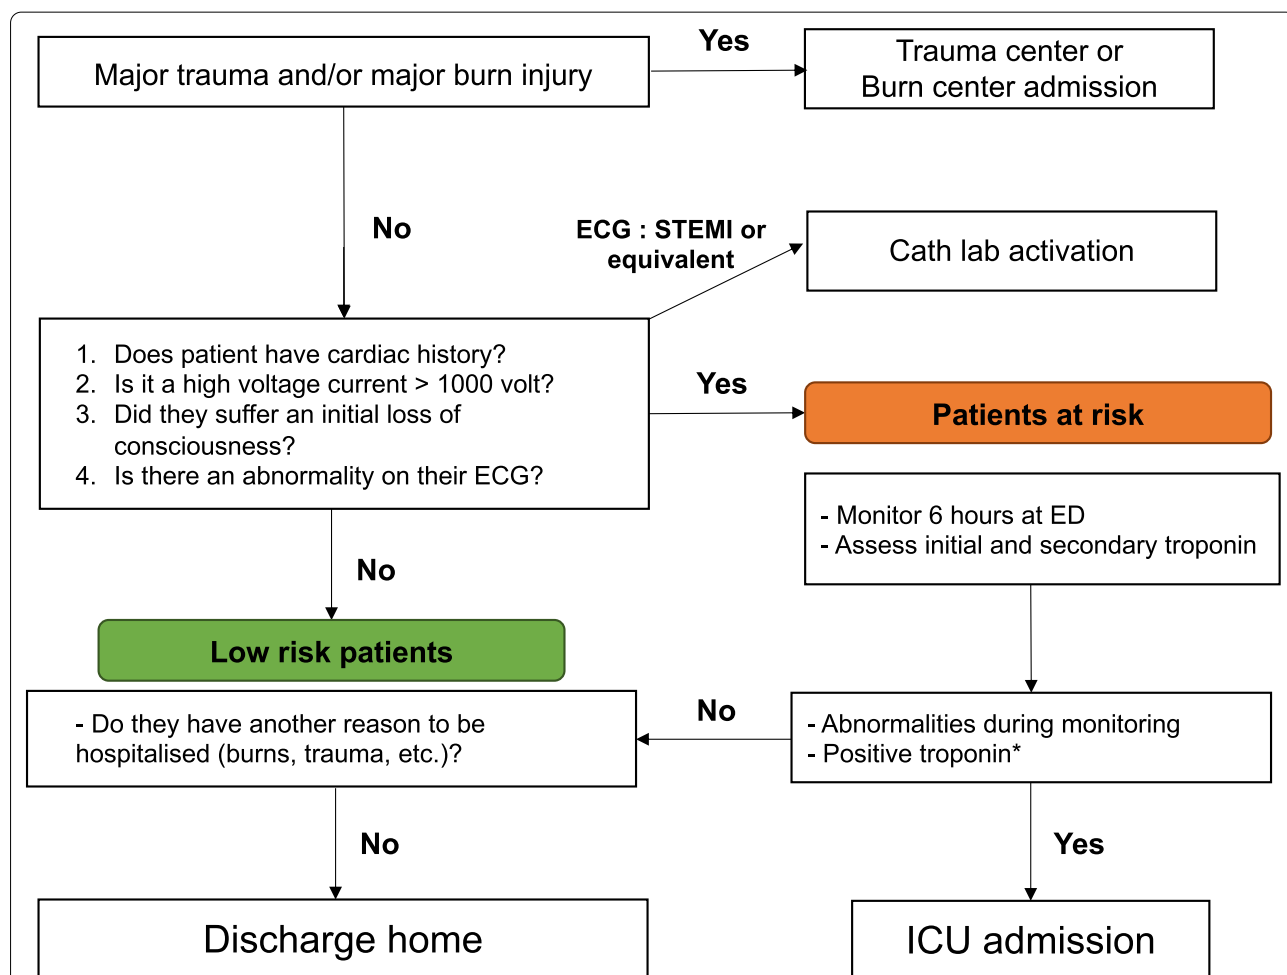 Major trauma and/or major burn injury
Yes
Trauma center or
Burn center admission
No
ECG : STEMI or
equivalent
Cath lab activation
1. Does patient have cardiac history?
2. Is it a high voltage current > 1000 volt?
3. Did they suffer an initial loss of
consciousness?
4. Is there an abnormality on their ECG?
Yes
Patients at risk
- Monitor 6 hours at ED
- Assess initial and secondary troponin
No
Low risk patients
- Do they have another reason to be
hospitalised (burns, trauma, etc.)?
No
- Abnormalities during monitoring
- Positive troponin*
No
Yes
Discharge home
ICU admission